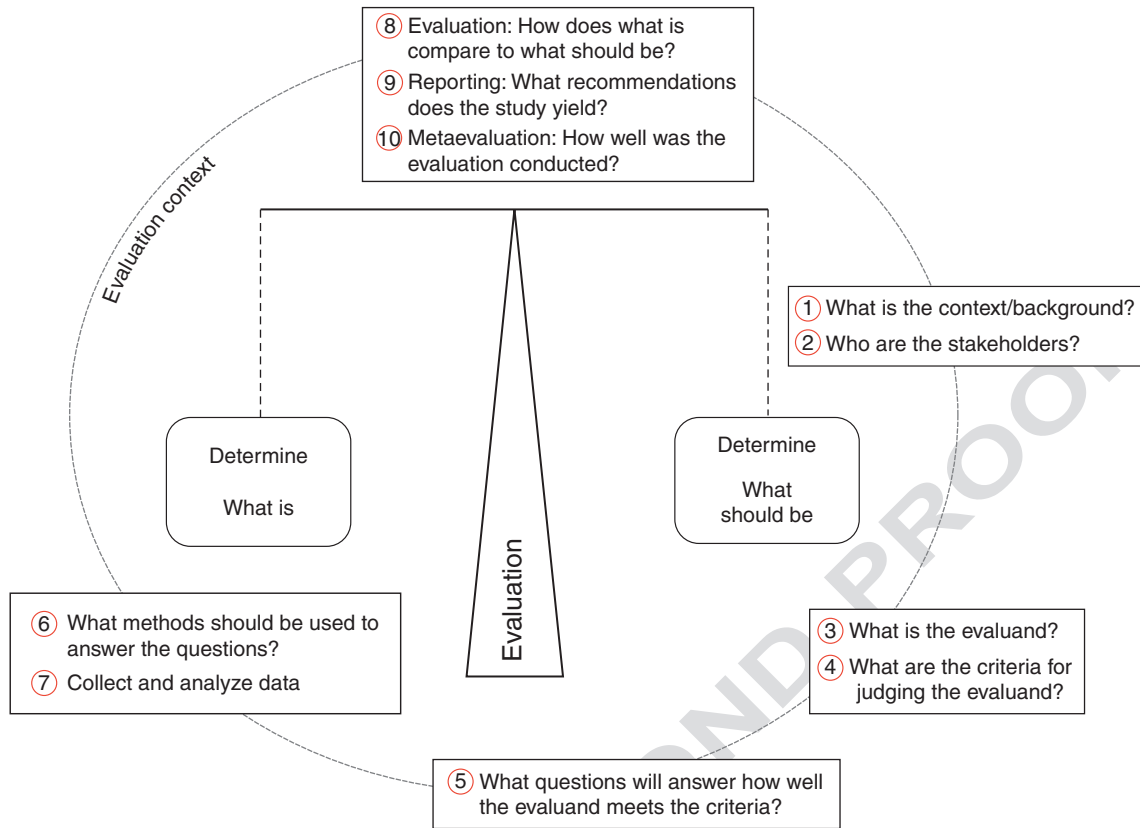 8 Evaluation: How does what is
compare to what should be?
9 Reporting: What recommendations
does the study yield?
10 Metaevaluation: How well was the
evaluation conducted?
Evaluation context
1 What is the context/background?
2 Who are the stakeholders?
Determine
What is
Determine
What
should be
Evaluation
6 What methods should be used to
answer the questions?
7 Collect and analyze data
3 What is the evaluand?
4 What are the criteria for
judging the evaluand?
5 What questions will answer how well
the evaluand meets the criteria?
OND PROO